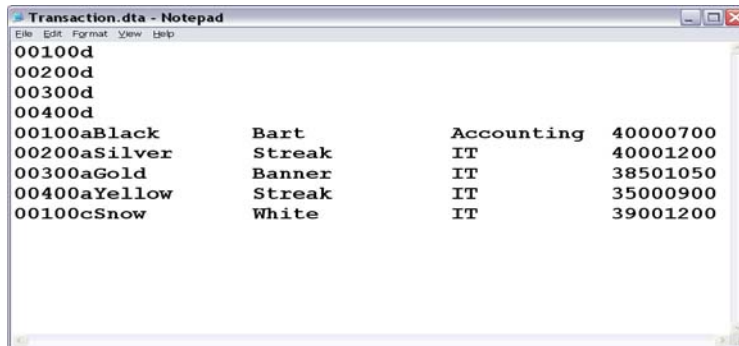 Transaction.dta - Notepad
File Edit Format View Help
00100d
00200d
00300d
00400d
00100aBlack Bart Accounting 40000700
00200aSilver Streak IT 40001200
00300aGold Banner IT 38501050
00400aYellow Streak IT 35000900
00100cSnow White IT 39001200